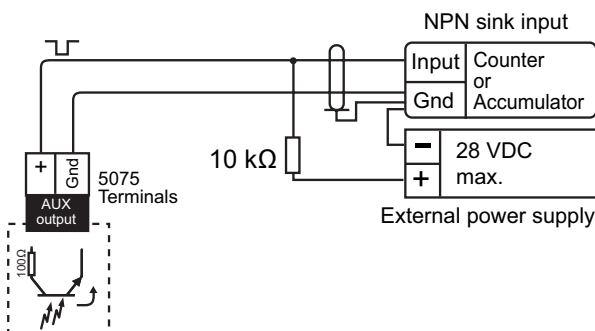 NPN sink input
Input
Gnd
Counter
or
Accumulator
10 kΩ
−
+
28 VDC
max.
External power supply
+
Gnd
5075
Terminals
AUX
output
100Ω